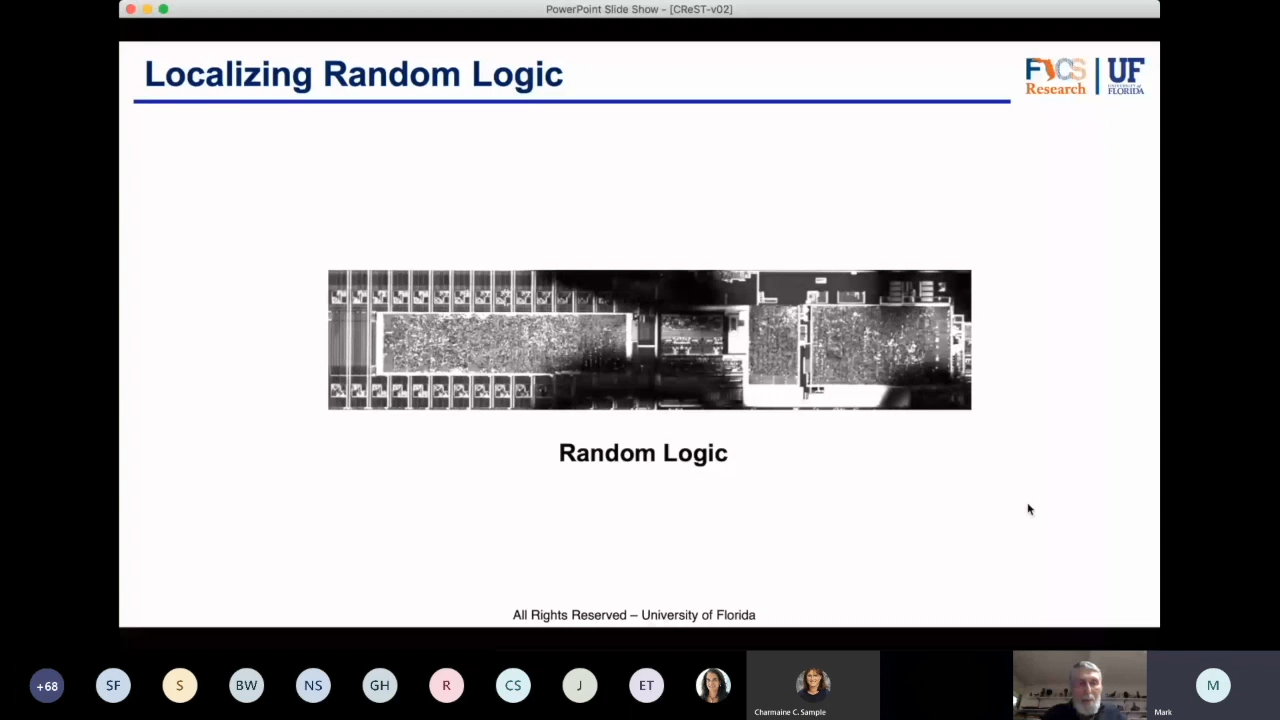 PowerPoint Slide Show - [CReST-v02]
Localizing Random Logic
FICS
Research
UF
UNIVERSITY of
FLORIDA
Random Logic
All Rights Reserved – University of Florida
+68
SF
S
BW
NS
GH
R
CS
J
ET
Charmaine C. Sample
M
Mark